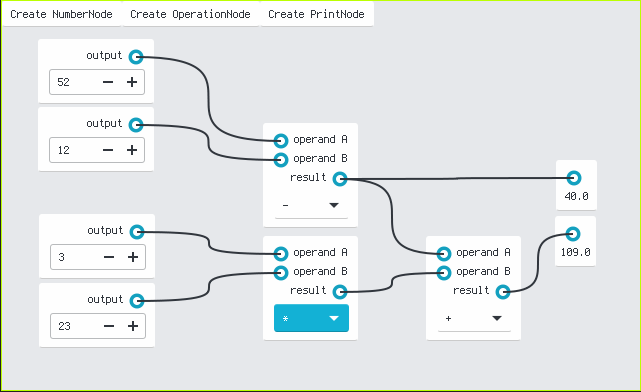 Create NumberNode Create OperationNode Create PrintNode
output
52 − +
output
12 − +
operand A
operand B
result
-
40.0
109.0
output
3 − +
output
23 − +
operand A
operand B
result
*
operand A
operand B
result
+